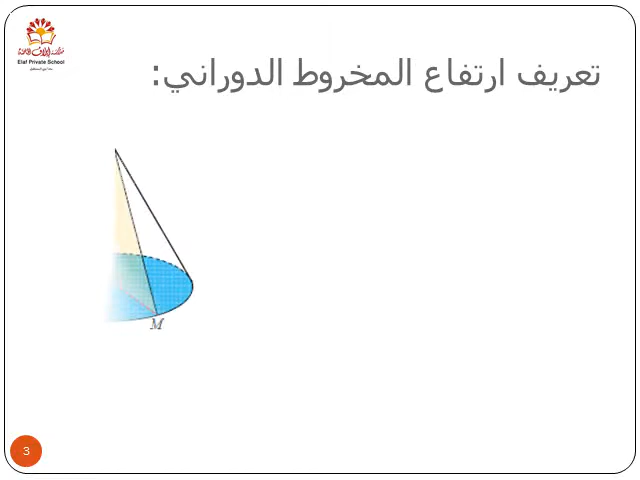 Elaf Private School
تعريف ارتفاع المخروط الدوراني:
M
3